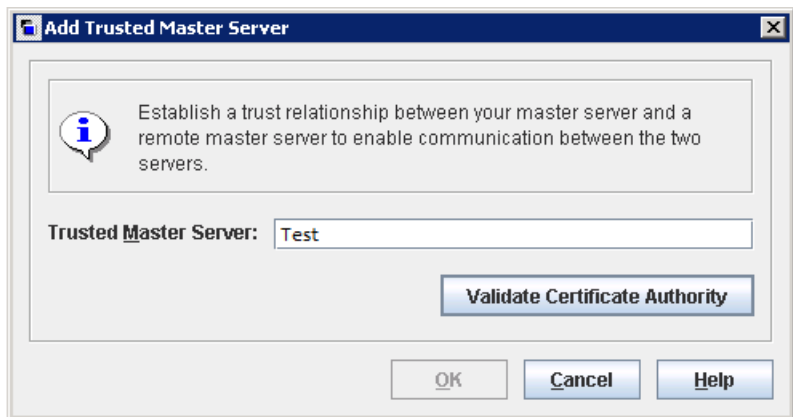 Add Trusted Master Server
Establish a trust relationship between your master server and a
remote master server to enable communication between the two
servers.
Trusted Master Server: Test
Validate Certificate Authority
OK Cancel Help